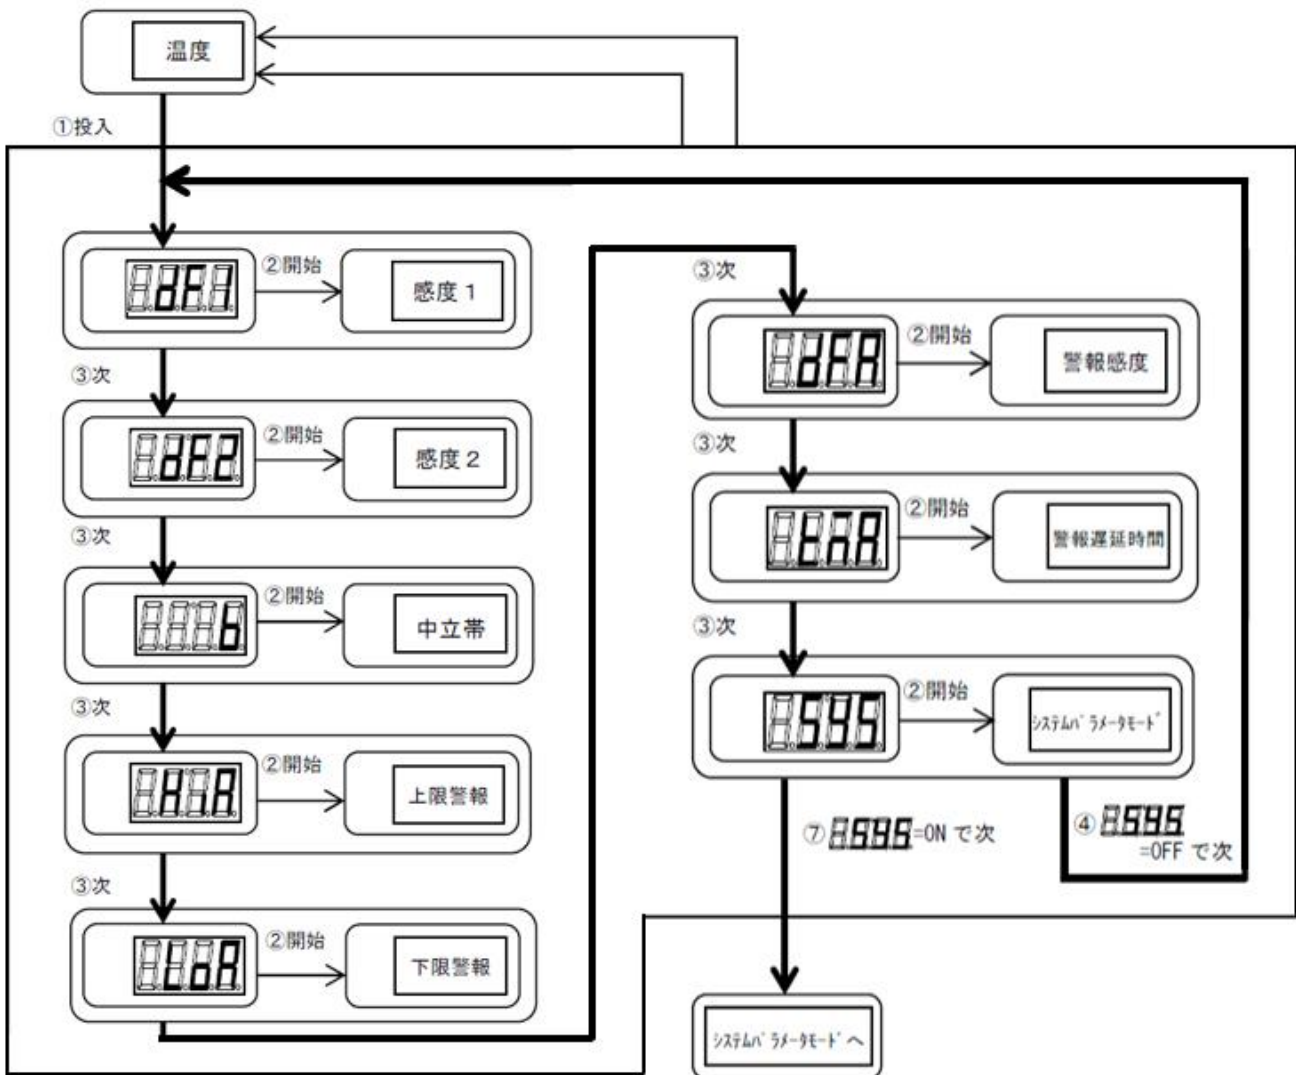 温度
①投入
dF1
②開始
感度1
③次
dF2
②開始
感度2
③次
b
②開始
中立帯
③次
HiA
②開始
上限警報
③次
LoA
②開始
下限警報
③次
dFA
②開始
警報感度
③次
tnA
②開始
警報遅延時間
③次
SYS
②開始
システムパラメータモード
⑦ SYS=ON で次
④ SYS
=OFF で次
システムパラメータモードへ